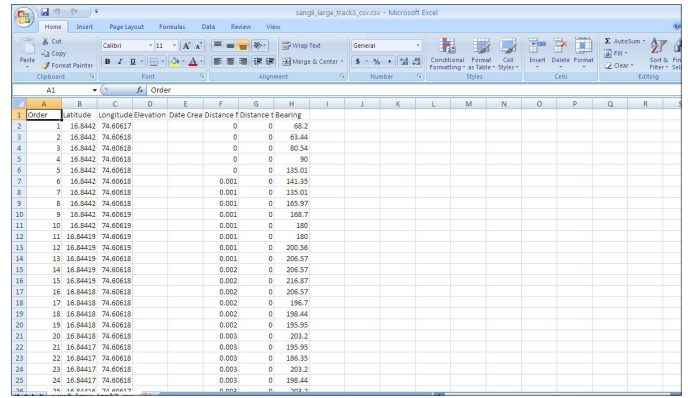 sangli_large_track3_csv.csv - Microsoft Excel
Home Insert Page Layout Formulas Data Review View
Cut
Copy
Format Painter
Paste
Calibri 11 A A
B I U A
Wrap Text
Merge & Center
General
$ % ,
Conditional Formatting
Format as Table
Cell Styles
Insert Delete Format
Σ AutoSum
Fill
Clear
Sort & Filter
Clipboard Font Alignment Number Styles Cells Editing
A1 fx Order
A B C D E F G H I J K L M N O P Q R
1 Order Latitude Longitude Elevation Date Crea Distance f Distance t Bearing
2 1 16.8442 74.60617 0 0 68.2
3 2 16.8442 74.60618 0 0 63.44
4 3 16.8442 74.60618 0 0 80.54
5 4 16.8442 74.60618 0 0 90
6 5 16.8442 74.60618 0 0 135.01
7 6 16.8442 74.60618 0.001 0 141.35
8 7 16.8442 74.60618 0.001 0 135.01
9 8 16.8442 74.60618 0.001 0 165.97
10 9 16.8442 74.60619 0.001 0 168.7
11 10 16.8442 74.60619 0.001 0 180
12 11 16.84419 74.60619 0.001 0 180
13 12 16.84419 74.60619 0.001 0 200.56
14 13 16.84419 74.60618 0.001 0 206.57
15 14 16.84419 74.60618 0.002 0 206.57
16 15 16.84419 74.60619 0.002 0 216.87
17 16 16.84418 74.60618 0.002 0 206.57
18 17 16.84418 74.60618 0.002 0 196.7
19 18 16.84418 74.60618 0.002 0 198.44
20 19 16.84418 74.60618 0.002 0 195.95
21 20 16.84418 74.60618 0.003 0 203.2
22 21 16.84417 74.60618 0.003 0 195.95
23 22 16.84417 74.60618 0.003 0 186.35
24 23 16.84417 74.60618 0.003 0 203.2
25 24 16.84417 74.60618 0.003 0 198.44
26 25 16.84416 74.60617 0.003 0 203.2